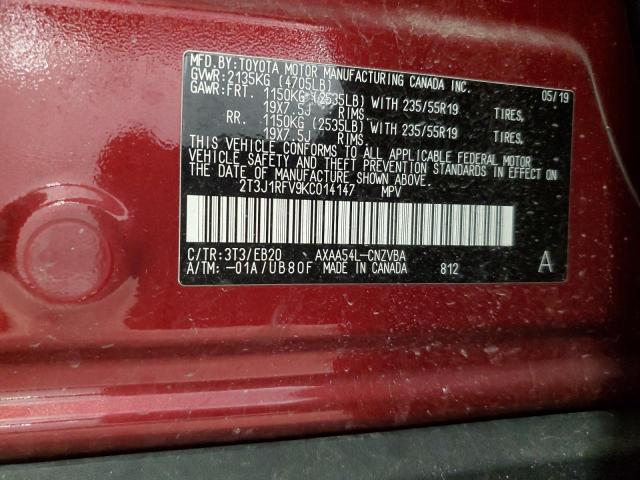 MFD.BY:TOYOTA MOTOR MANUFACTURING CANADA INC.
GVWR:2135KG (4705LB) 05/19
GAWR:FRT. 1150KG (2535LB) WITH 235/55R19 TIRES,
19X7.5J RIMS.
RR. 1150KG (2535LB) WITH 235/55R19 TIRES,
19X7.5J RIMS.
THIS VEHICLE CONFORMS TO ALL APPLICABLE FEDERAL MOTOR
VEHICLE SAFETY AND THEFT PREVENTION STANDARDS IN EFFECT ON
THE DATE OF MANUFACTURE SHOWN ABOVE.
2T3J1RFV9KC014147 MPV
C/TR:3T3/EB20 AXAA54L-CNZVBA
A/TM:-01A/UB80F 812 A